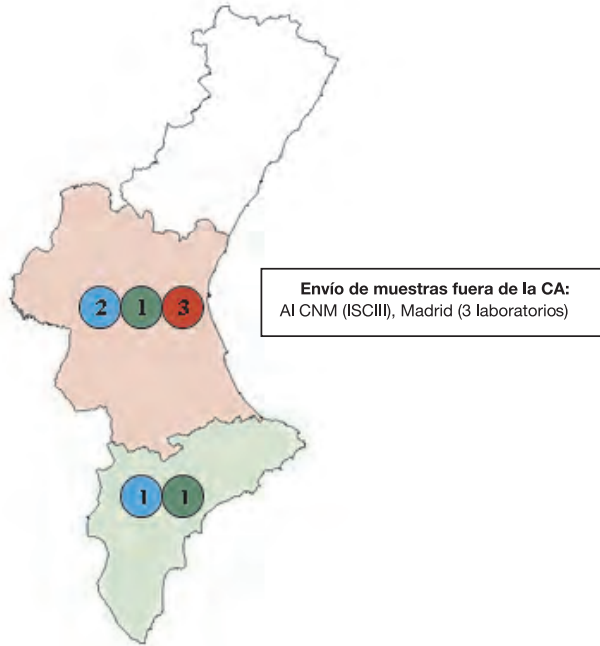 2 1 3
Envío de muestras fuera de la CA:
Al CNM (ISCIII), Madrid (3 laboratorios)
1 1